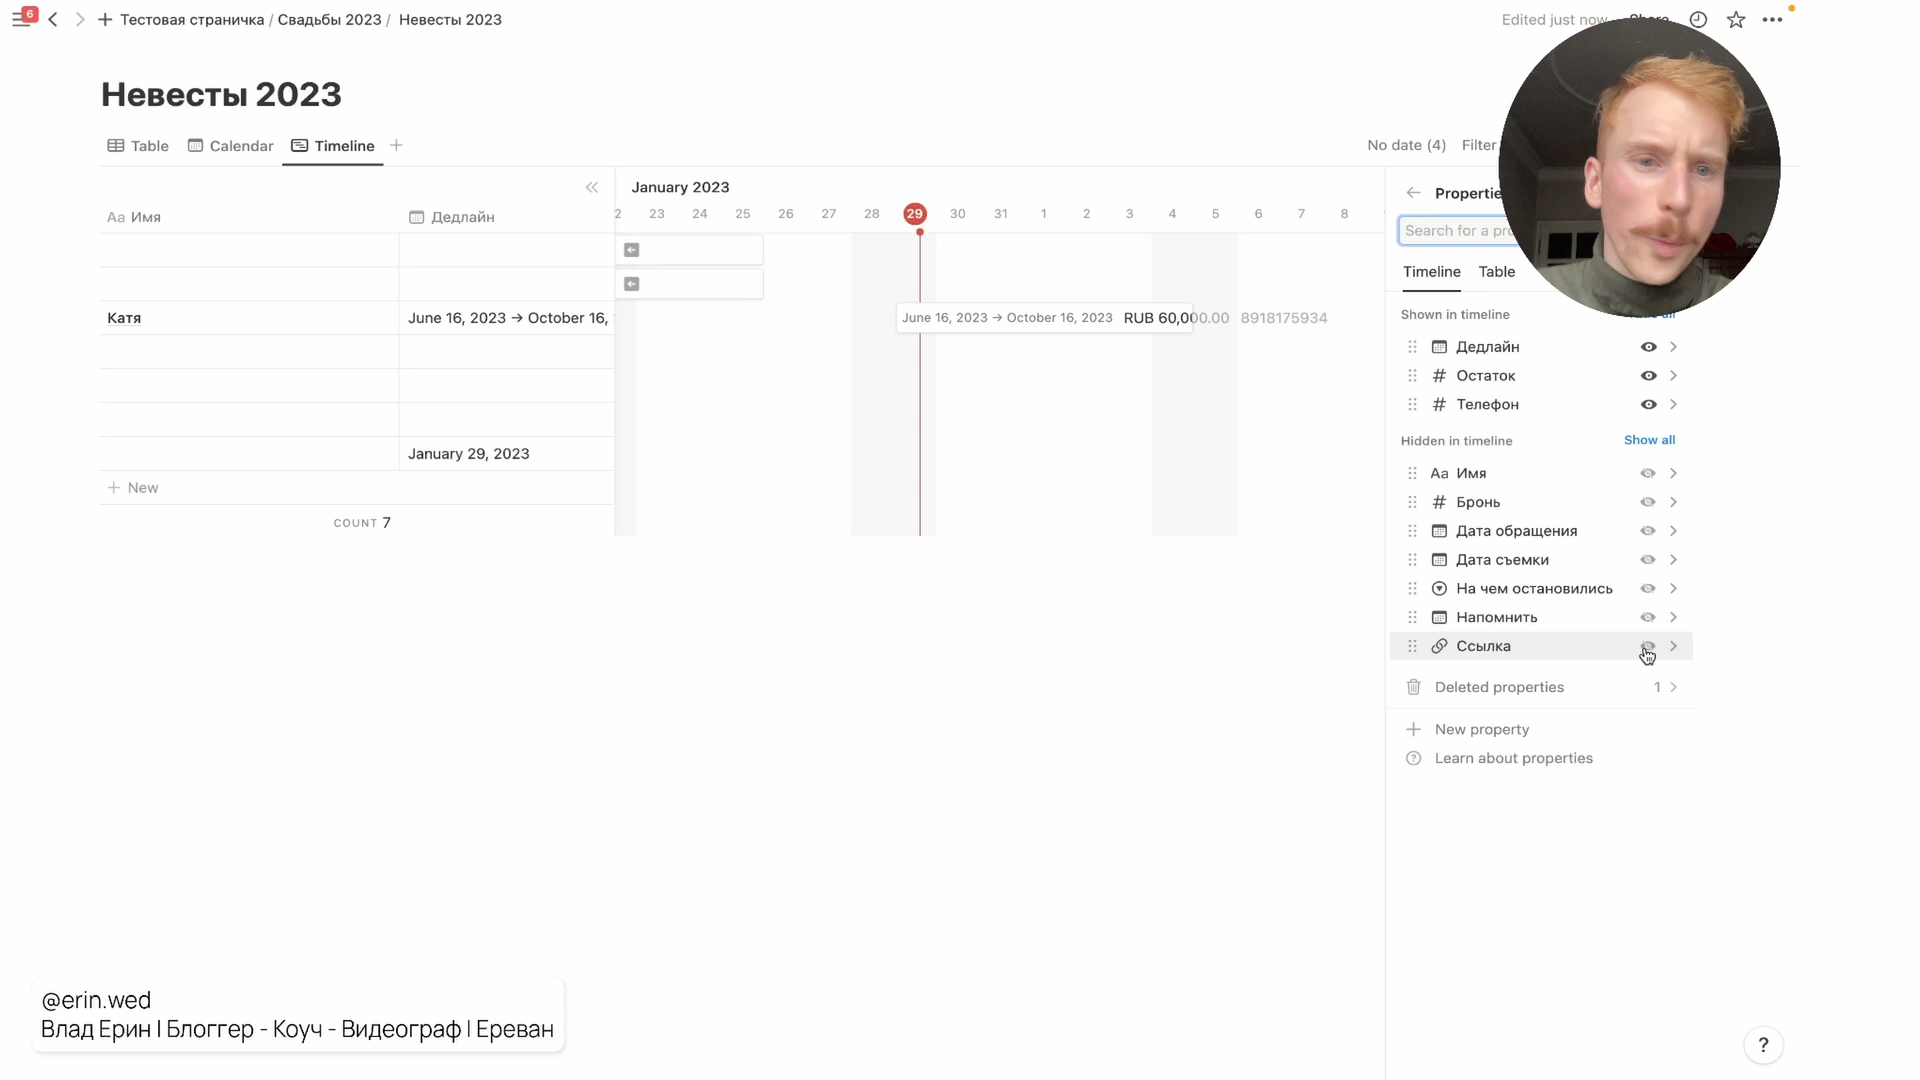 6
Тестовая страничка / Свадьбы 2023 / Невесты 2023
Edited just now
Share
Невесты 2023
Table
Calendar
Timeline
No date (4)
Filter
January 2023
Aa Имя
Дедлайн
2 23 24 25 26 27 28 29 30 31 1 2 3 4 5 6 7 8
Катя
June 16, 2023 → October 16,
June 16, 2023 → October 16, 2023 RUB 60,000.00 8918175934
January 29, 2023
+ New
COUNT 7
Search for a
Timeline
Table
Shown in timeline
Дедлайн
# Остаток
# Телефон
Hidden in timeline
Show all
Aa Имя
# Бронь
Дата обращения
Дата съемки
На чем остановились
Напомнить
Ссылка
Deleted properties 1
+ New property
Learn about properties
@erin.wed
Влад Ерин | Блоггер - Коуч - Видеограф | Ереван
?